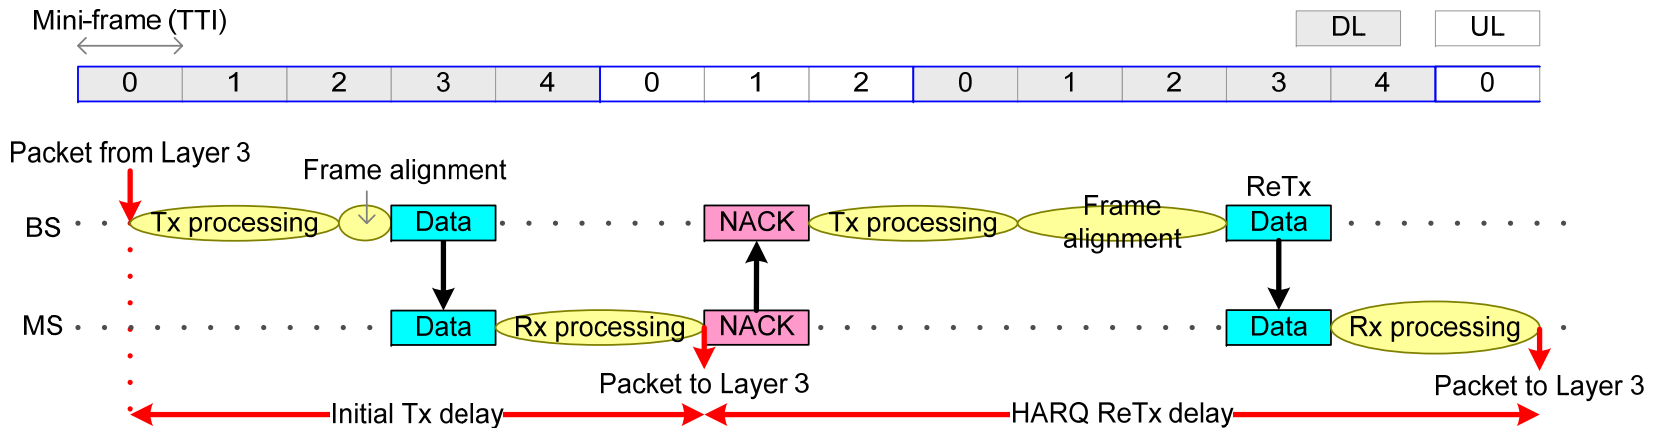 Mini-frame (TTI)
DL UL
0 1 2 3 4 0 1 2 0 1 2 3 4 0
Packet from Layer 3
Frame alignment
ReTx
BS Tx processing Data NACK Tx processing Frame alignment Data
MS Data Rx processing NACK Data Rx processing
Packet to Layer 3 Packet to Layer 3
Initial Tx delay HARQ ReTx delay